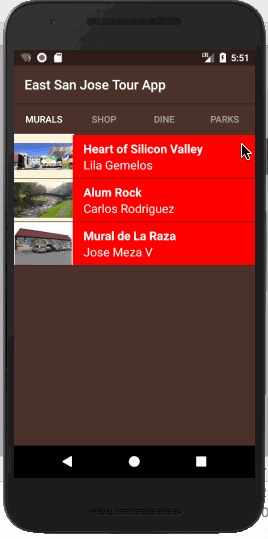 5:51
East San Jose Tour App
MURALS SHOP DINE PARKS
Heart of Silicon Valley
Lila Gemelos
Alum Rock
Carlos Rodriguez
Mural de La Raza
Jose Meza V